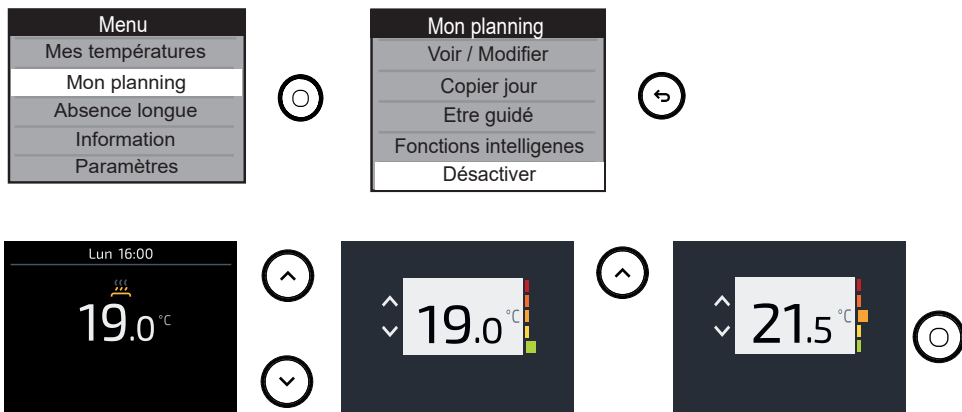 Menu
Mes températures
Mon planning
Absence longue
Information
Paramètres
Mon planning
Voir / Modifier
Copier jour
Etre guidé
Fonctions intelligenes
Désactiver
Lun 16:00
19.0 °C
19.0 °C
21.5 °C